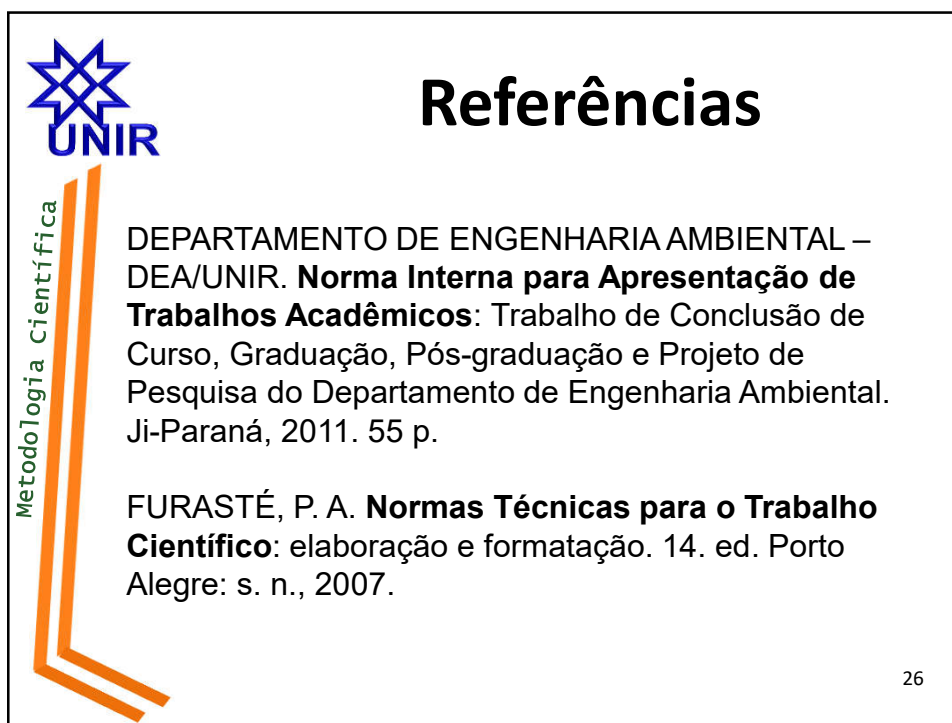 UNIR
Referências
Metodologia Científica
DEPARTAMENTO DE ENGENHARIA AMBIENTAL –
DEA/UNIR. Norma Interna para Apresentação de
Trabalhos Acadêmicos: Trabalho de Conclusão de
Curso, Graduação, Pós-graduação e Projeto de
Pesquisa do Departamento de Engenharia Ambiental.
Ji-Paraná, 2011. 55 p.
FURASTÉ, P. A. Normas Técnicas para o Trabalho
Científico: elaboração e formatação. 14. ed. Porto
Alegre: s. n., 2007.
26